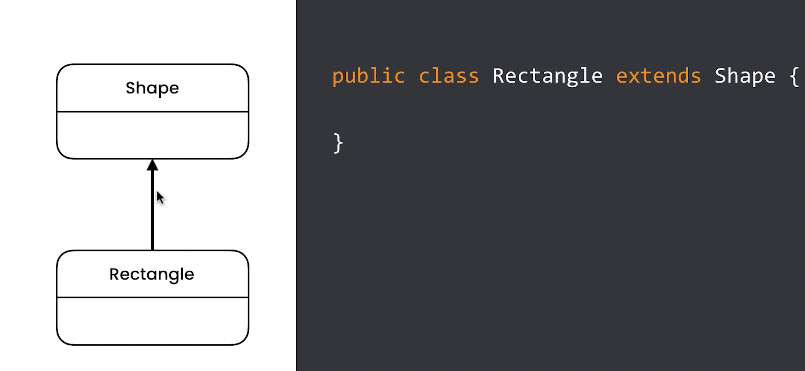 Shape
Rectangle
public class Rectangle extends Shape {
}